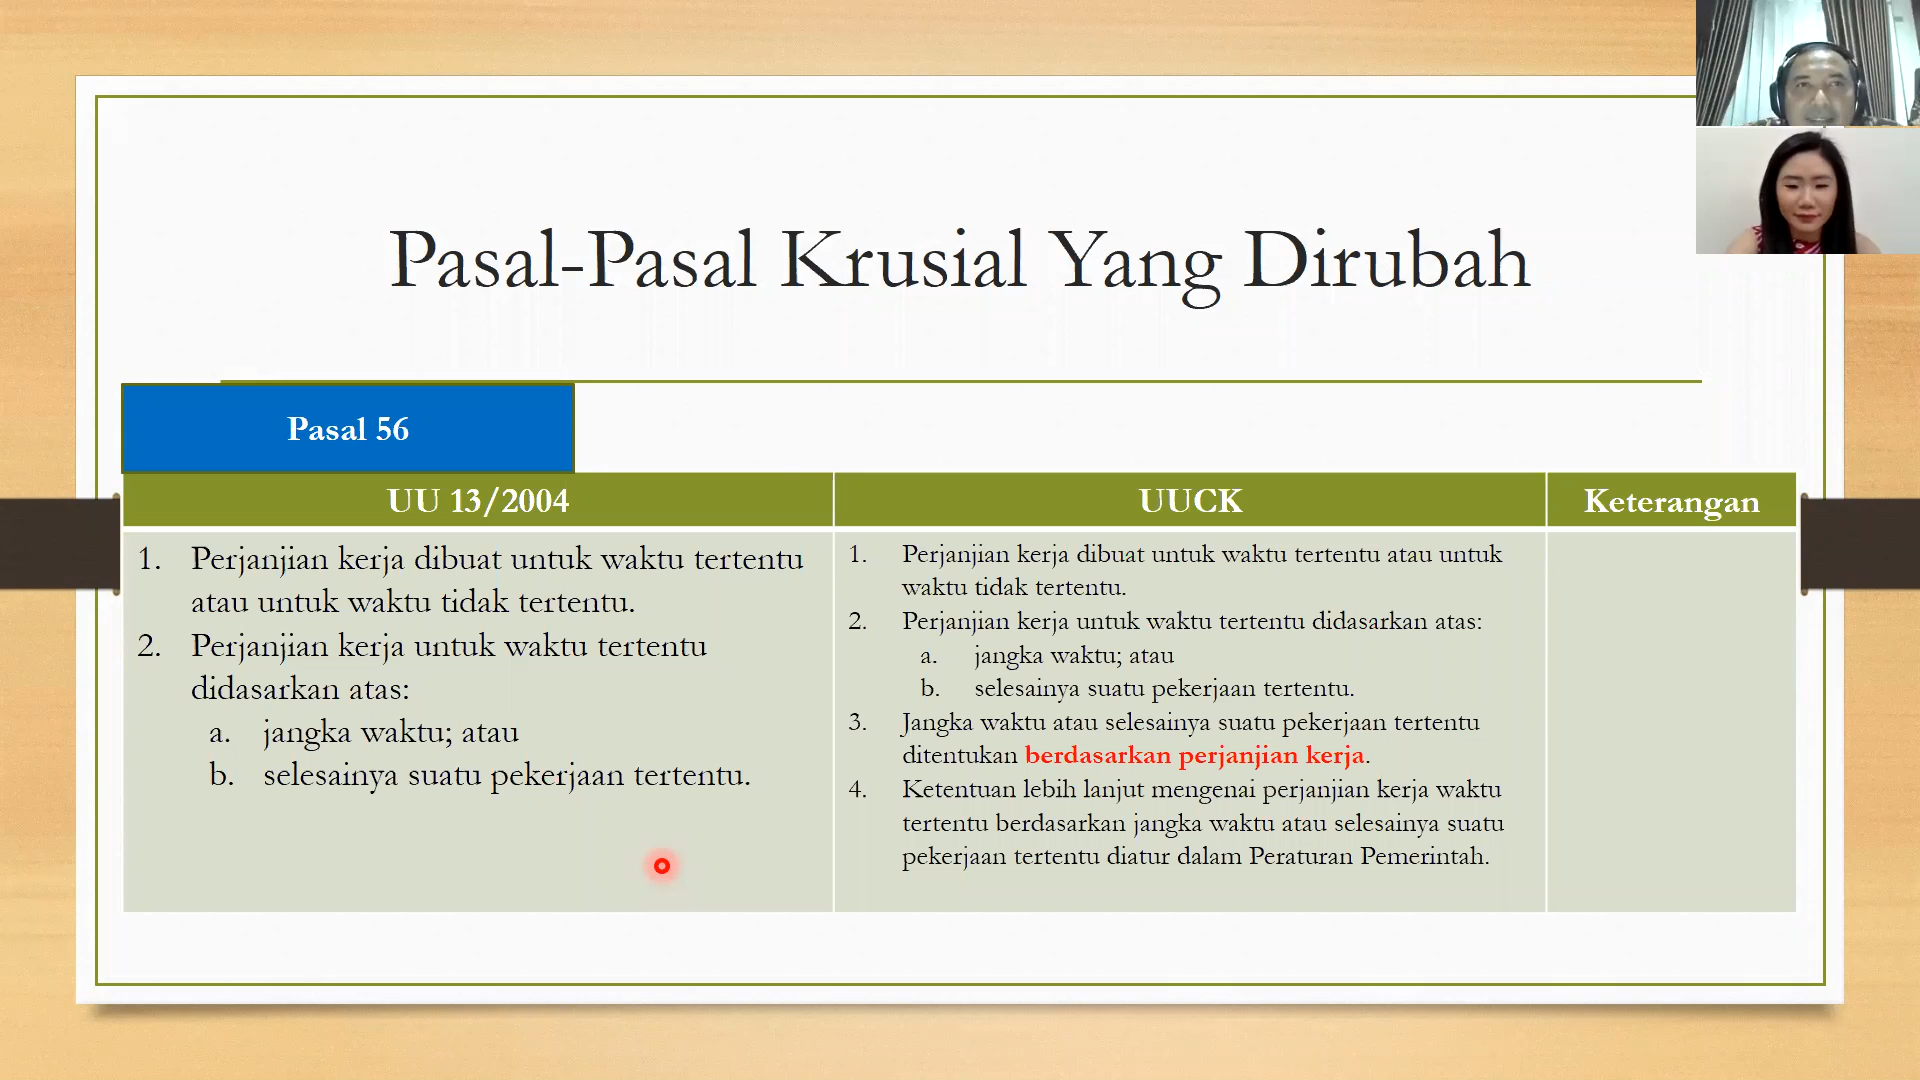 Pasal-Pasal Krusial Yang Dirubah
Pasal 56
UU 13/2004
UUCK
Keterangan
1. Perjanjian kerja dibuat untuk waktu tertentu
atau untuk waktu tidak tertentu.
2. Perjanjian kerja untuk waktu tertentu
didasarkan atas:
a. jangka waktu; atau
b. selesainya suatu pekerjaan tertentu.
1. Perjanjian kerja dibuat untuk waktu tertentu atau untuk
waktu tidak tertentu.
2. Perjanjian kerja untuk waktu tertentu didasarkan atas:
a. jangka waktu; atau
b. selesainya suatu pekerjaan tertentu.
3. Jangka waktu atau selesainya suatu pekerjaan tertentu
ditentukan berdasarkan perjanjian kerja.
4. Ketentuan lebih lanjut mengenai perjanjian kerja waktu
tertentu berdasarkan jangka waktu atau selesainya suatu
pekerjaan tertentu diatur dalam Peraturan Pemerintah.